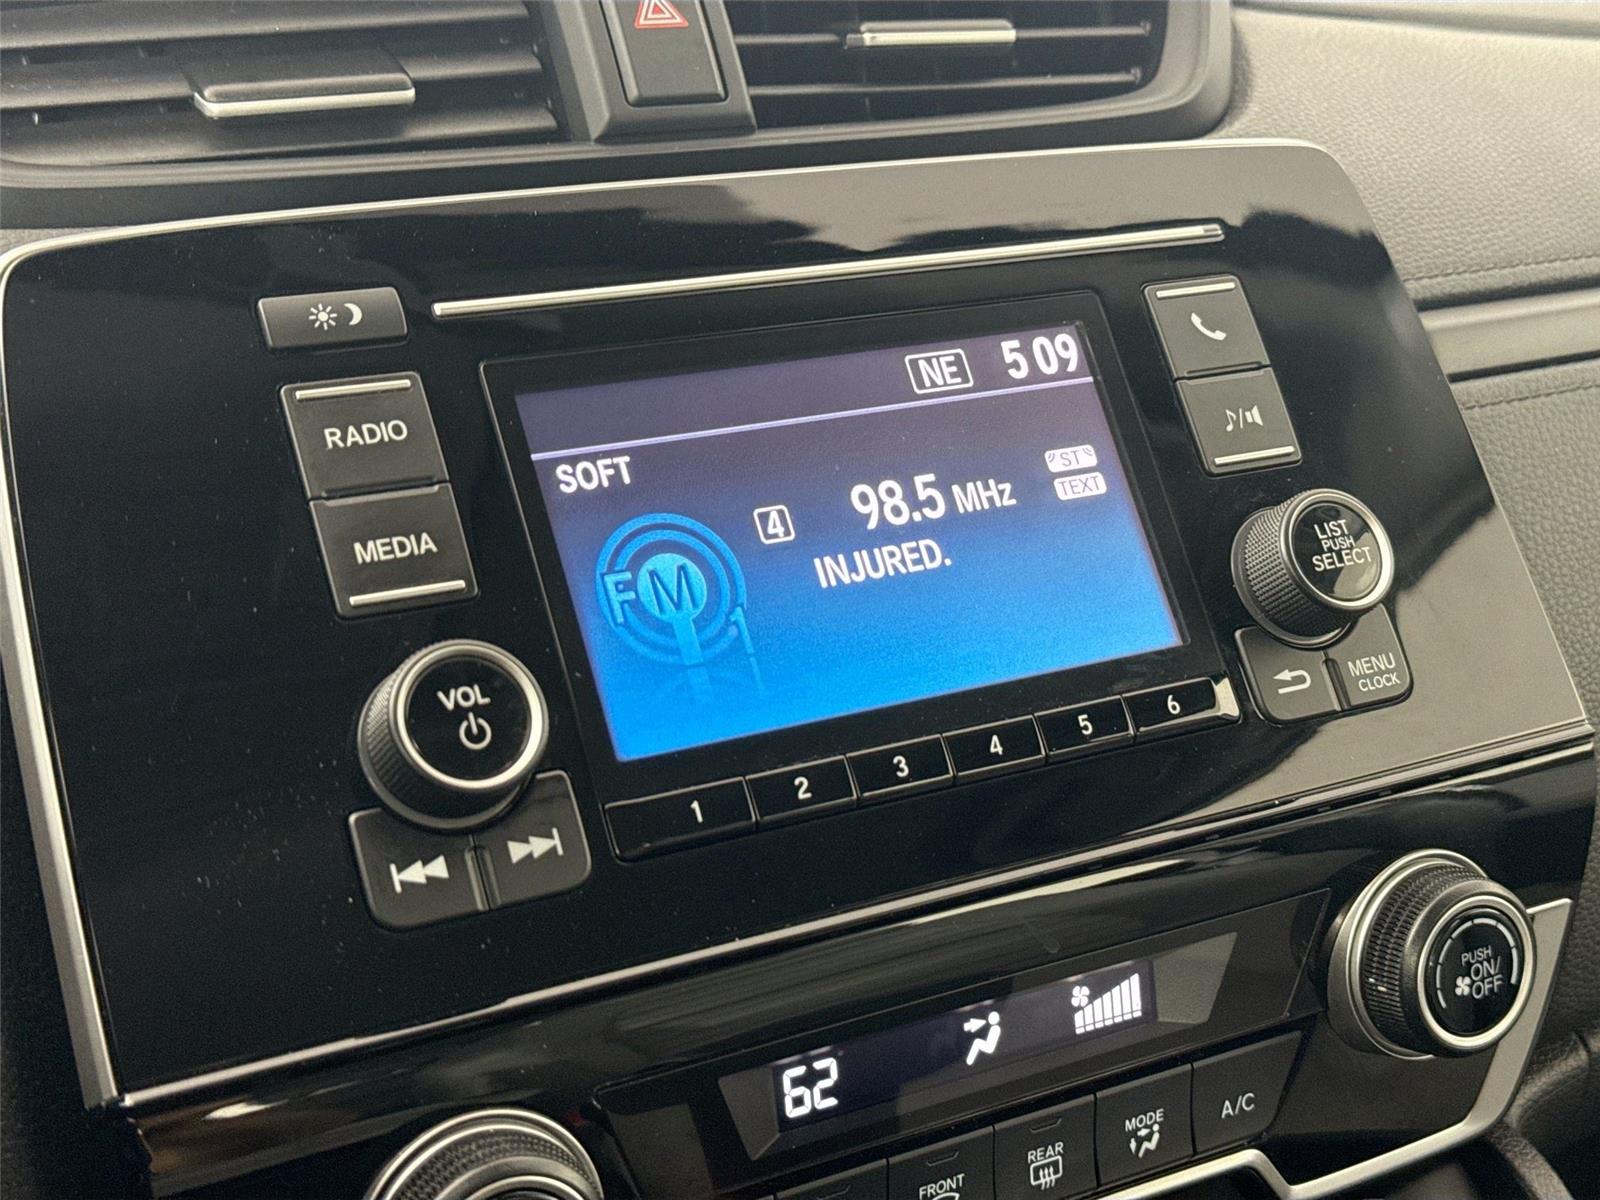 NE 5 09
SOFT
ST
4 98.5 MHz
TEXT
INJURED.
FM
1
RADIO
MEDIA
VOL
LIST
PUSH
SELECT
MENU
CLOCK
1 2 3 4 5 6
PUSH
ON/
OFF
62
FRONT
REAR
MODE
A/C